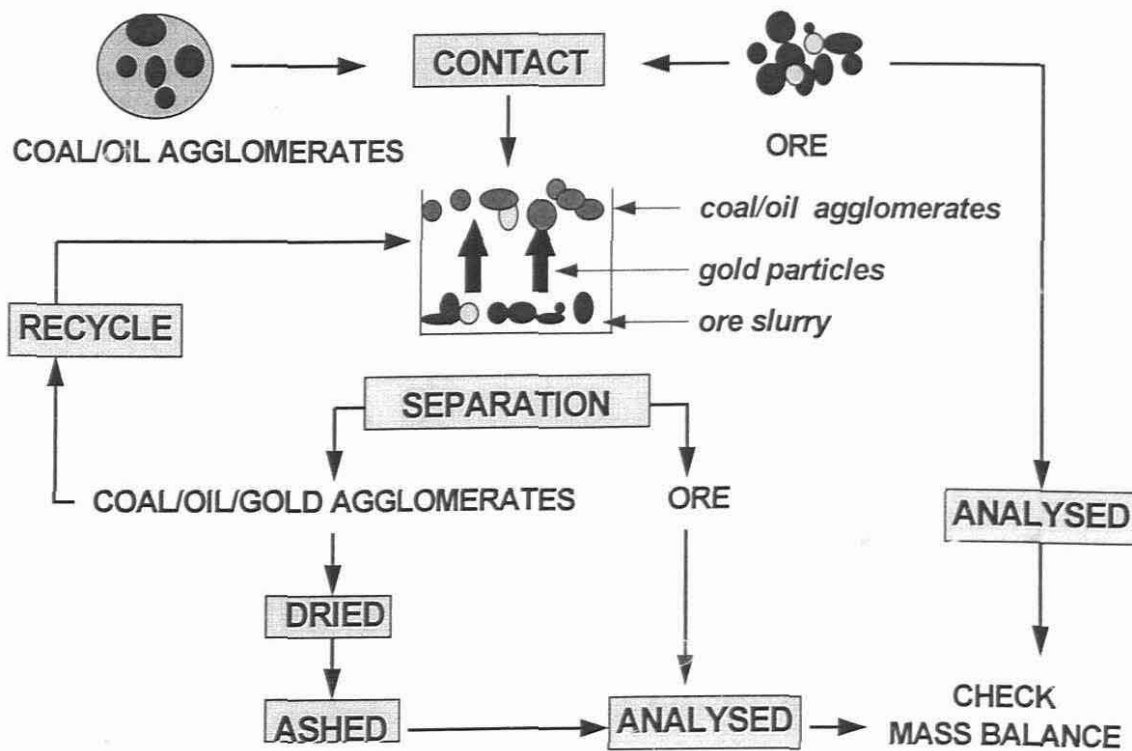 CONTACT
COAL/OIL AGGLOMERATES
ORE
coal/oil agglomerates
gold particles
ore slurry
RECYCLE
SEPARATION
COAL/OIL/GOLD AGGLOMERATES
ORE
ANALYSED
DRIED
ASHED
ANALYSED
CHECK
MASS BALANCE